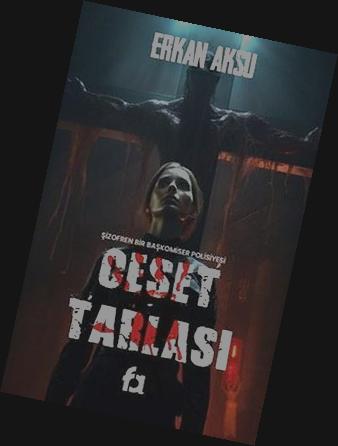 ERKAN AKSU
ŞİZOFREN BİR BAŞKOMİSER POLİSİYESİ
CESET
TARLASI
fa